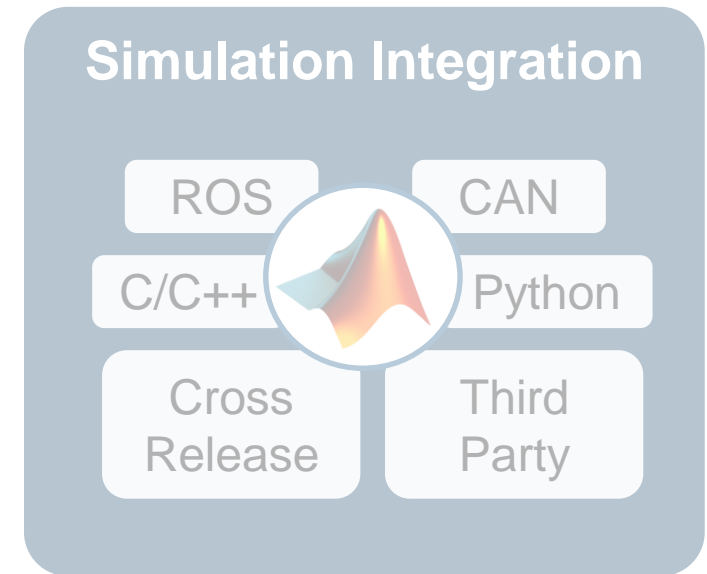 Simulation Integration
ROS
CAN
C/C++
Python
Cross
Release
Third
Party